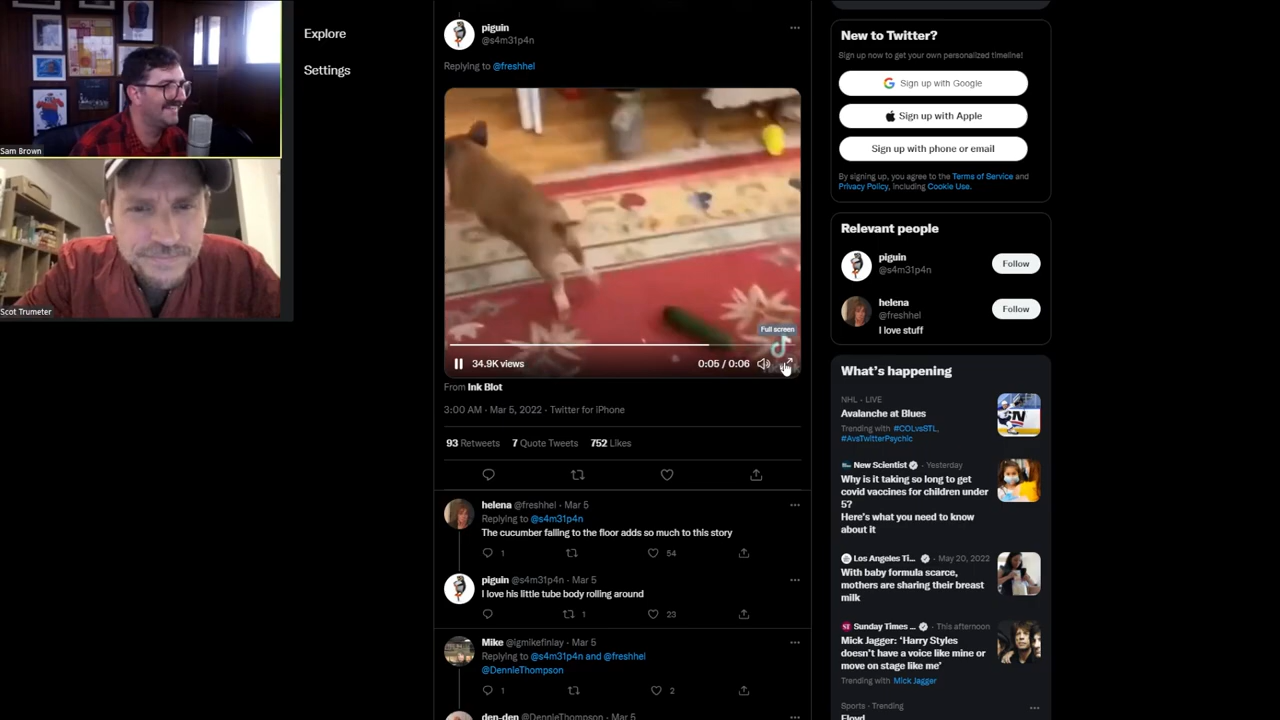 Sam Brown
Scot Trumeter
Explore
Settings
piguin
@s4m31p4n
Replying to @freshhel
Full screen
34.9K views
0:05 / 0:06
From Ink Blot
3:00 AM · Mar 5, 2022 · Twitter for iPhone
93 Retweets 7 Quote Tweets 752 Likes
helena @freshhel · Mar 5
Replying to @s4m31p4n
The cucumber falling to the floor adds so much to this story
1 54
piguin @s4m31p4n · Mar 5
I love his little tube body rolling around
1 23
Mike @igmikefinlay · Mar 5
Replying to @s4m31p4n and @freshhel
@DennieThompson
1 2
den-den @DennieThompson · Mar 5
New to Twitter?
Sign up now to get your own personalized timeline!
Sign up with Google
Sign up with Apple
Sign up with phone or email
By signing up, you agree to the Terms of Service and
Privacy Policy, including Cookie Use.
Relevant people
piguin
@s4m31p4n
Follow
helena
@freshhel
Follow
I love stuff
What's happening
NHL · LIVE
Avalanche at Blues
Trending with #COLvsSTL,
#AvsTwitterPsychic
New Scientist · Yesterday
Why is it taking so long to get
covid vaccines for children under
5?
Here's what you need to know
about it
Los Angeles Ti... · May 20, 2022
With baby formula scarce,
mothers are sharing their breast
milk
Sunday Times ... · This afternoon
Mick Jagger: 'Harry Styles
doesn't have a voice like mine or
move on stage like me'
Trending with Mick Jagger
Sports · Trending
Floyd